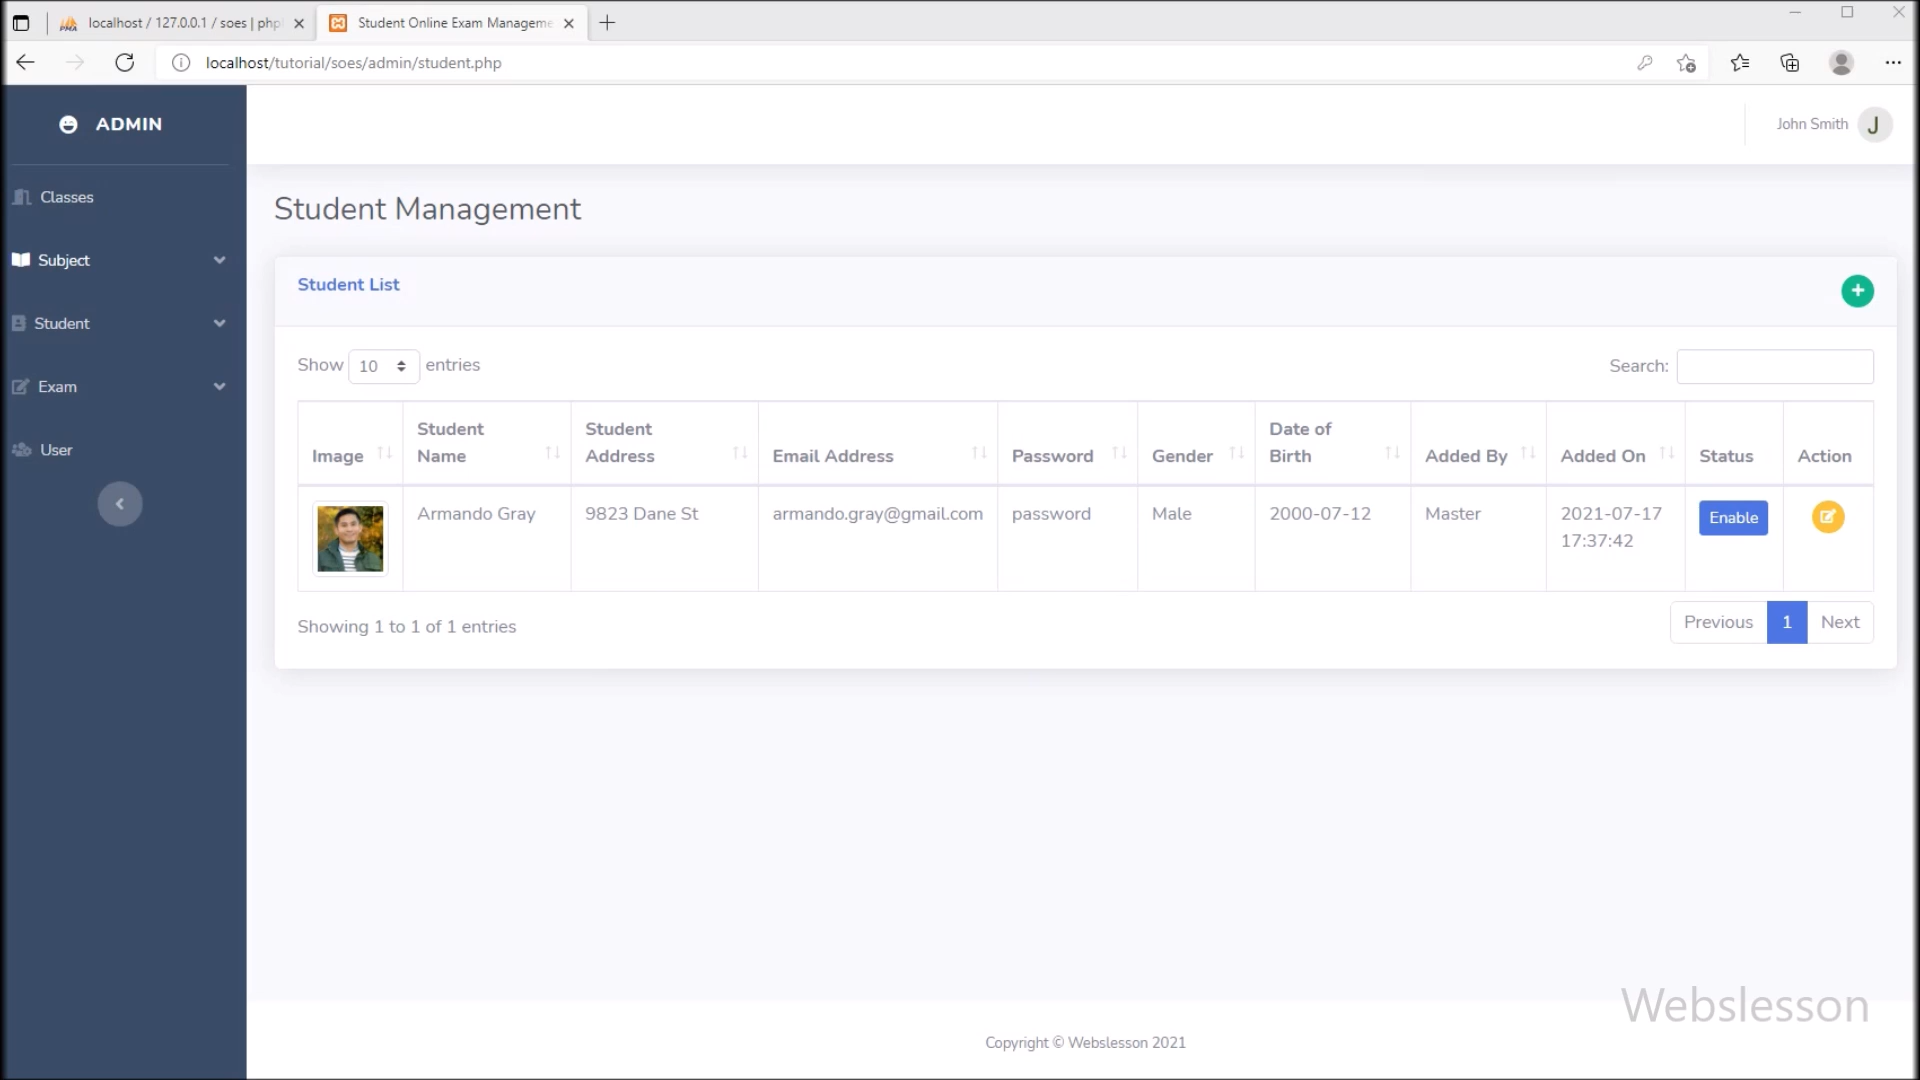 localhost / 127.0.0.1 / soes | php
Student Online Exam Manageme
localhost/tutorial/soes/admin/student.php
ADMIN
John Smith
J
Classes
Subject
Student
Exam
User
Student Management
Student List
Show 10 entries
Search:
Image
Student Name
Student Address
Email Address
Password
Gender
Date of Birth
Added By
Added On
Status
Action
Armando Gray
9823 Dane St
armando.gray@gmail.com
password
Male
2000-07-12
Master
2021-07-17
17:37:42
Enable
Showing 1 to 1 of 1 entries
Previous 1 Next
Webslesson
Copyright © Webslesson 2021